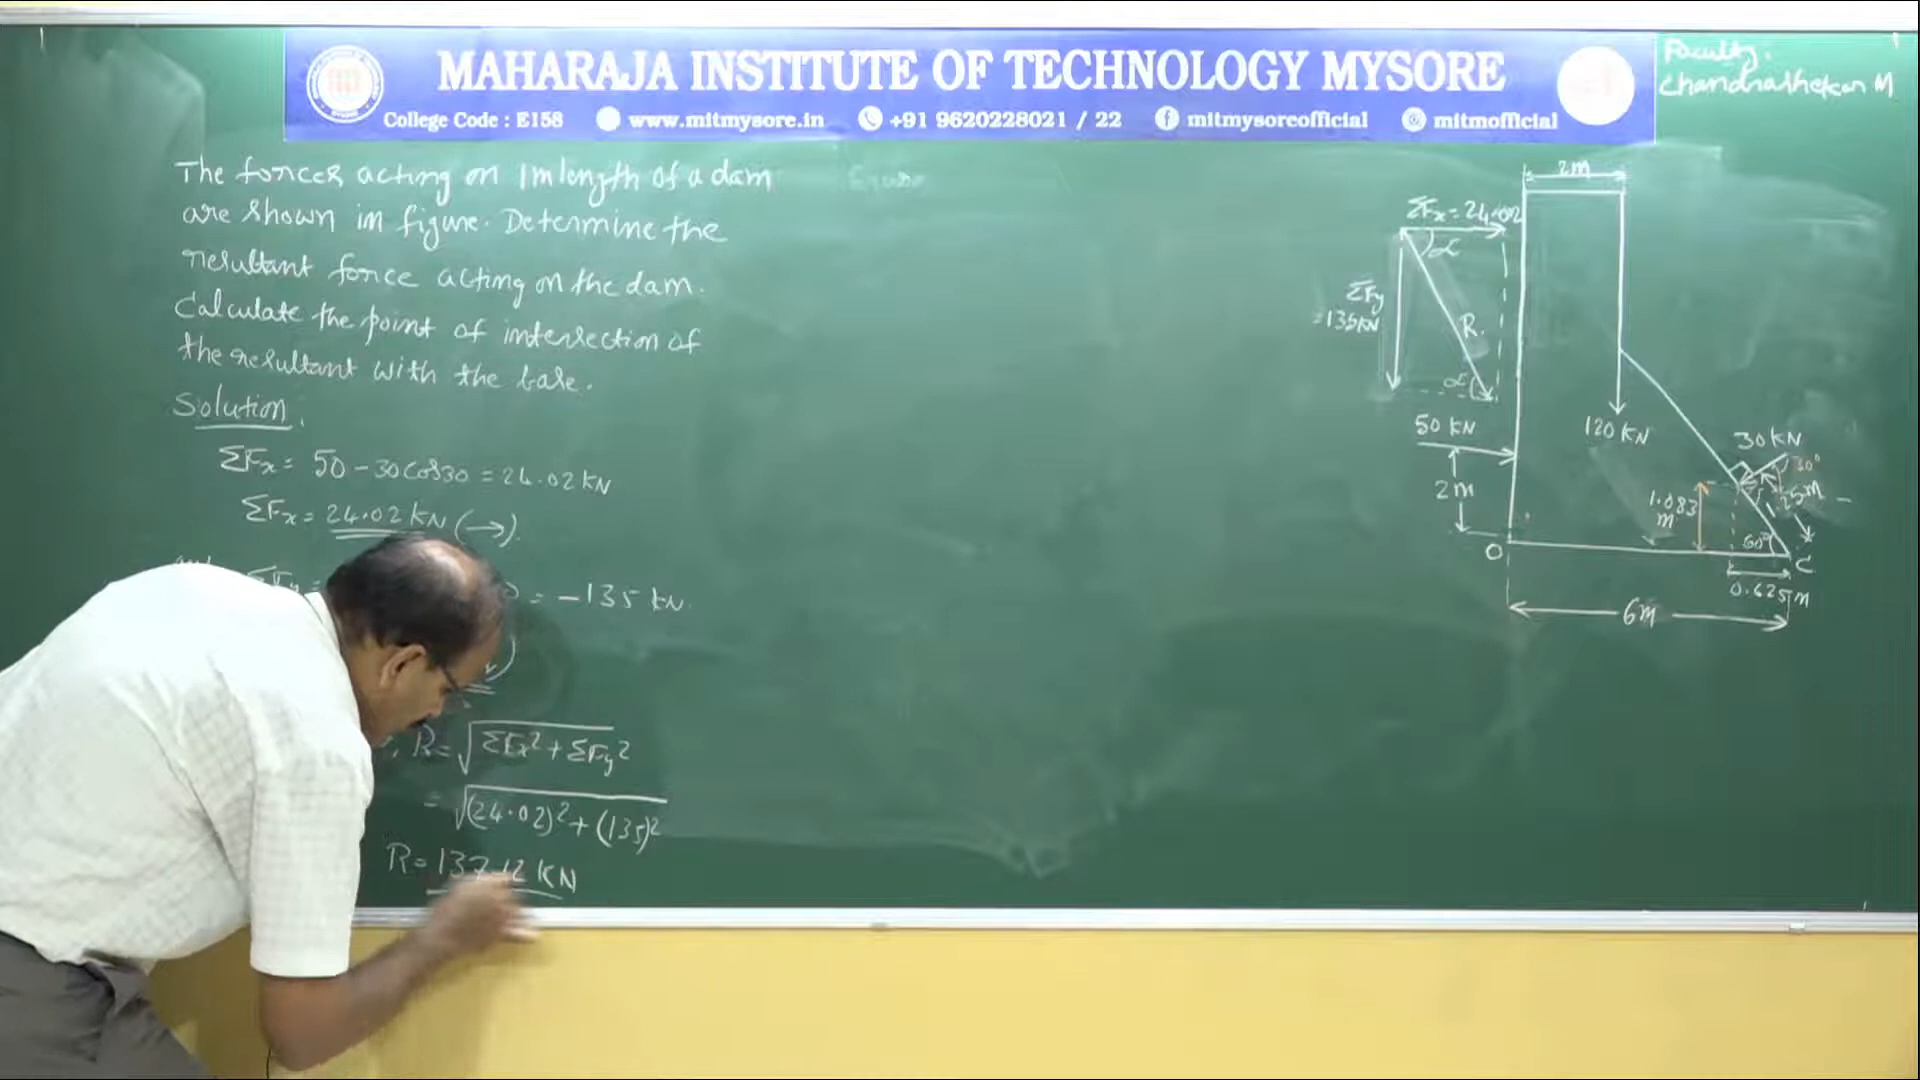 MAHARAJA INSTITUTE OF TECHNOLOGY MYSORE
College Code : E158 www.mitmysore.in +91 9620228021 / 22 mitmysoreofficial mitmofficial
Faculty.
Chandrashekar M
The forces acting on 1m length of a dam
are shown in figure. Determine the
resultant force acting on the dam.
Calculate the point of intersection of
the resultant with the base.
Solution.
ΣFx = 50 - 30cos30 = 24.02 KN
ΣFx = 24.02 KN (→).
= -135 KN.
R = √ΣFx² + ΣFy²
= √(24.02)² + (135)²
R = 137.12 KN
2m
ΣFx = 24.02
α
ΣFy
= 135KN
R.
α
50 KN
120 KN
30 KN
30°
2m
1.083
m
60°
O
C
0.625m
6m